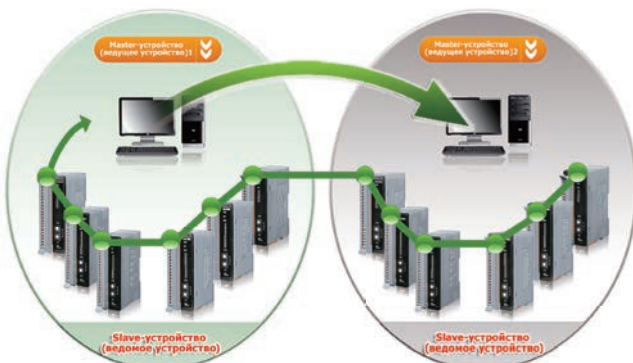 Master-устройство
(ведущее устройство)1
Master-устройство
(ведущее устройство)2
Slave-устройство
(ведомое устройство)
Slave-устройство
(ведомое устройство)